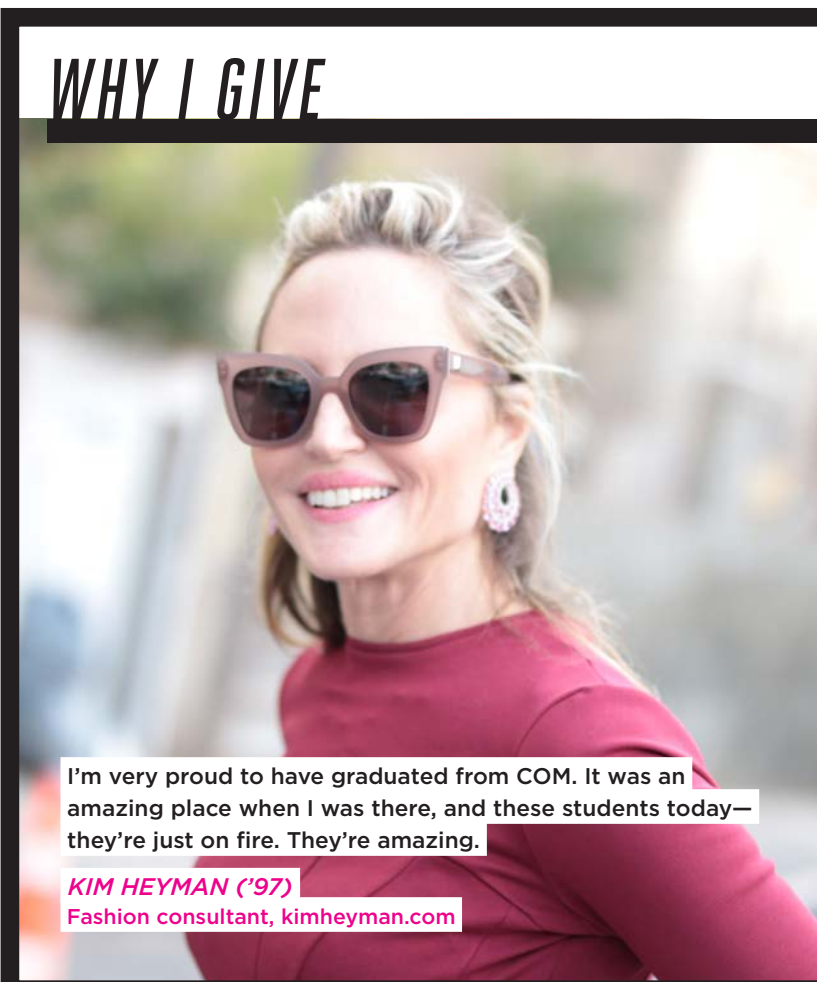 WHY I GIVE
I’m very proud to have graduated from COM. It was an
amazing place when I was there, and these students today—
they’re just on fire. They’re amazing.
KIM HEYMAN (’97)
Fashion consultant, kimheyman.com